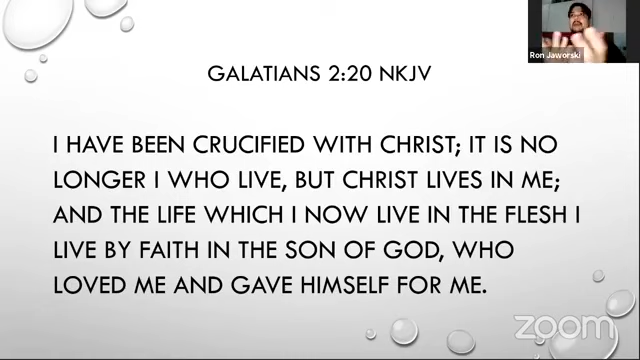 Ron Jaworski
GALATIANS 2:20 NKJV
I HAVE BEEN CRUCIFIED WITH CHRIST; IT IS NO
LONGER I WHO LIVE, BUT CHRIST LIVES IN ME;
AND THE LIFE WHICH I NOW LIVE IN THE FLESH I
LIVE BY FAITH IN THE SON OF GOD, WHO
LOVED ME AND GAVE HIMSELF FOR ME.
zoom